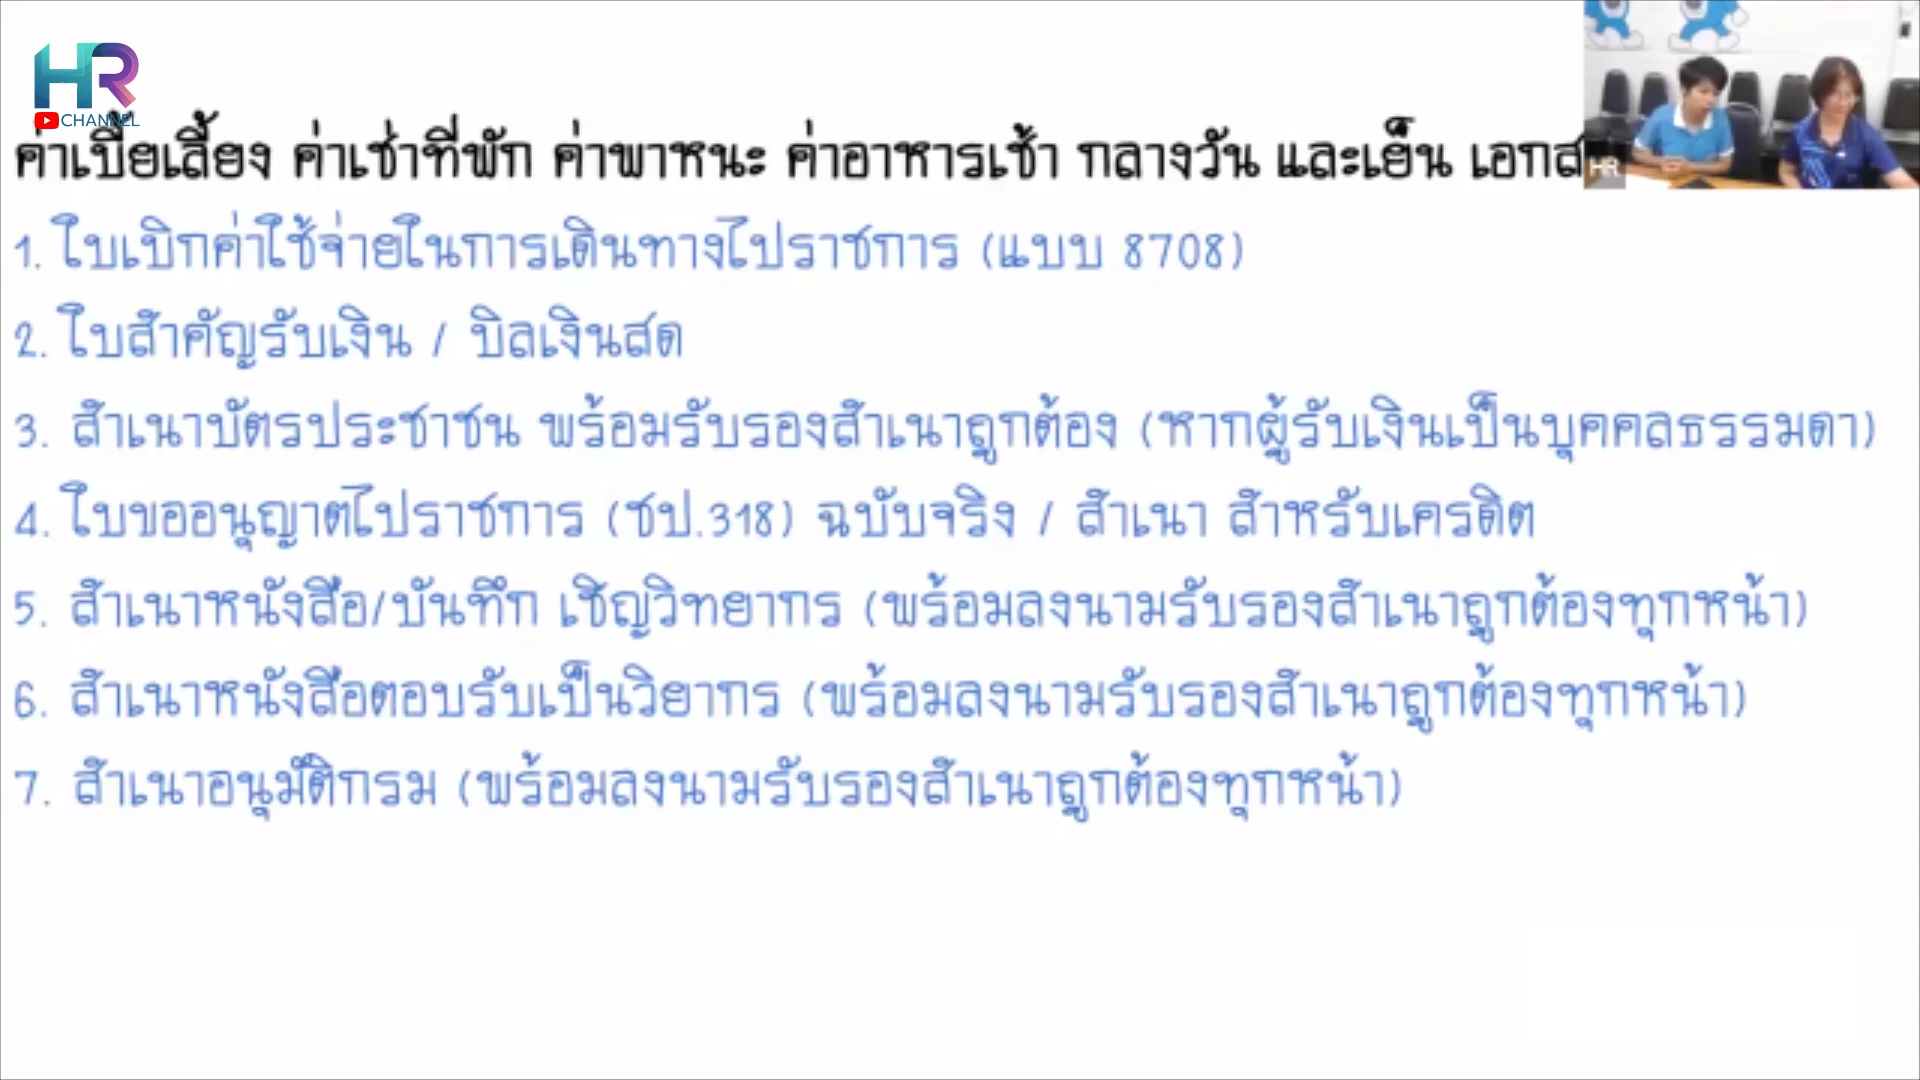 HR
CHANNEL
ค่าเบี้ยเลี้ยง ค่าเช่าที่พัก ค่าพาหนะ ค่าอาหารเช้า กลางวัน และเย็น เอกส
HR
1. ใบเบิกค่าใช้จ่ายในการเดินทางไปราชการ (แบบ 8708)
2. ใบสำคัญรับเงิน / บิลเงินสด
3. สำเนาบัตรประชาชน พร้อมรับรองสำเนาถูกต้อง (หากผู้รับเงินเป็นบุคคลธรรมดา)
4. ใบขออนุญาตไปราชการ (ชป.318) ฉบับจริง / สำเนา สำหรับเครดิต
5. สำเนาหนังสือ/บันทึก เชิญวิทยากร (พร้อมลงนามรับรองสำเนาถูกต้องทุกหน้า)
6. สำเนาหนังสือตอบรับเป็นวิยากร (พร้อมลงนามรับรองสำเนาถูกต้องทุกหน้า)
7. สำเนาอนุมัติกรม (พร้อมลงนามรับรองสำเนาถูกต้องทุกหน้า)